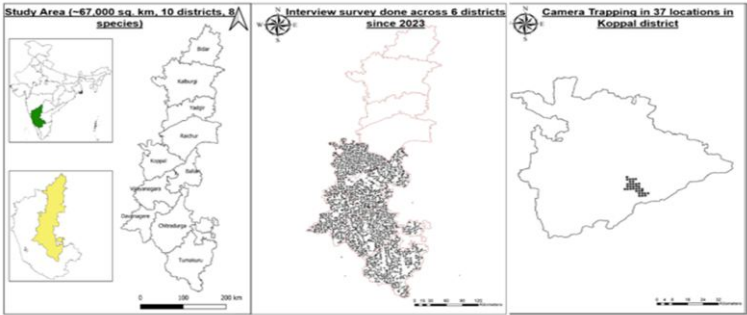 Study Area (~67,000 sq. km, 10 districts, 8
species)
Bidar
Kalburgi
Yadgir
Raichur
Koppal
Ballari
Vijayanagara
Davanagere
Chitradurga
Tumakuru
0 100 200 km
Interview survey done across 6 districts
since 2023
Camera Trapping in 37 locations in
Koppal district